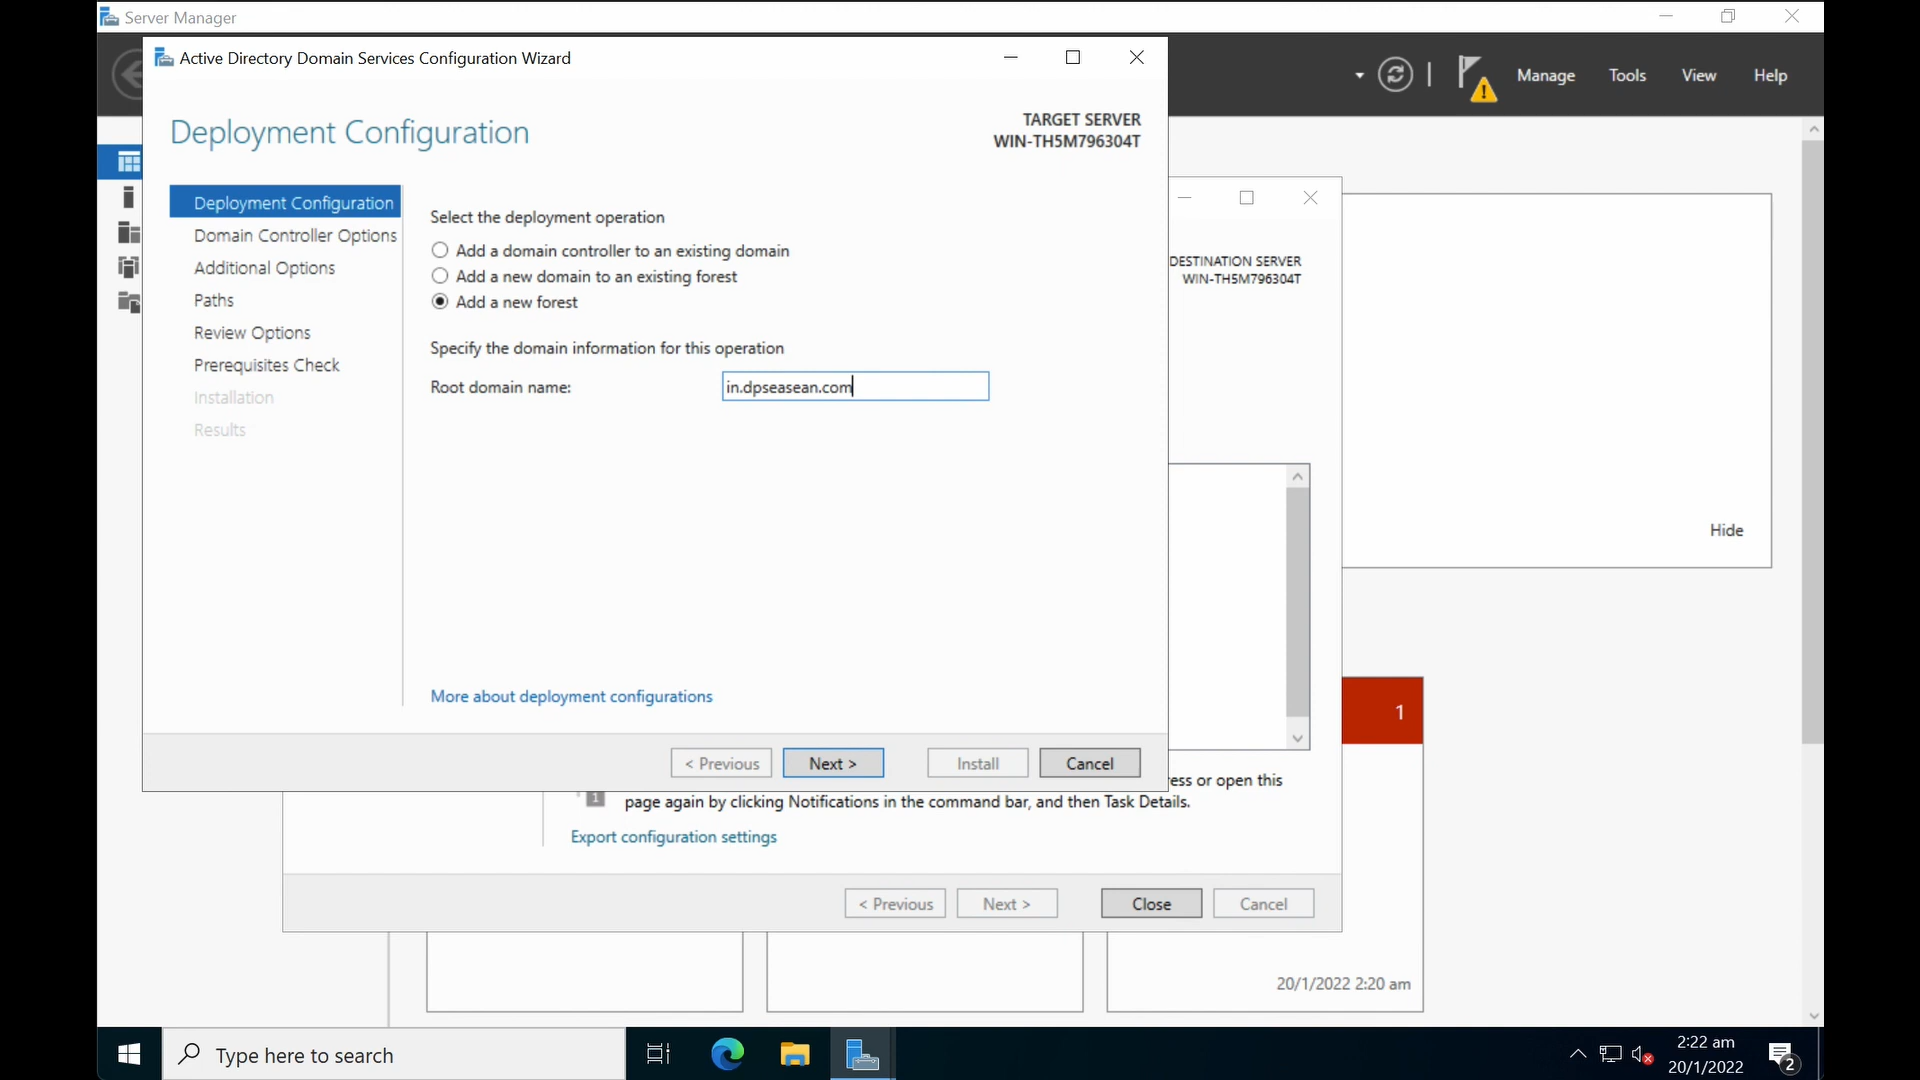 Server Manager
Active Directory Domain Services Configuration Wizard
Manage
Tools
View
Help
Deployment Configuration
TARGET SERVER
WIN-TH5M796304T
Deployment Configuration
Domain Controller Options
Additional Options
Paths
Review Options
Prerequisites Check
Installation
Results
Select the deployment operation
Add a domain controller to an existing domain
Add a new domain to an existing forest
Add a new forest
Specify the domain information for this operation
Root domain name:
in.dpseasean.com
More about deployment configurations
< Previous
Next >
Install
Cancel
DESTINATION SERVER
WIN-TH5M796304T
Hide
1
ess or open this
1
page again by clicking Notifications in the command bar, and then Task Details.
Export configuration settings
< Previous
Next >
Close
Cancel
20/1/2022 2:20 am
Type here to search
2:22 am
20/1/2022
2